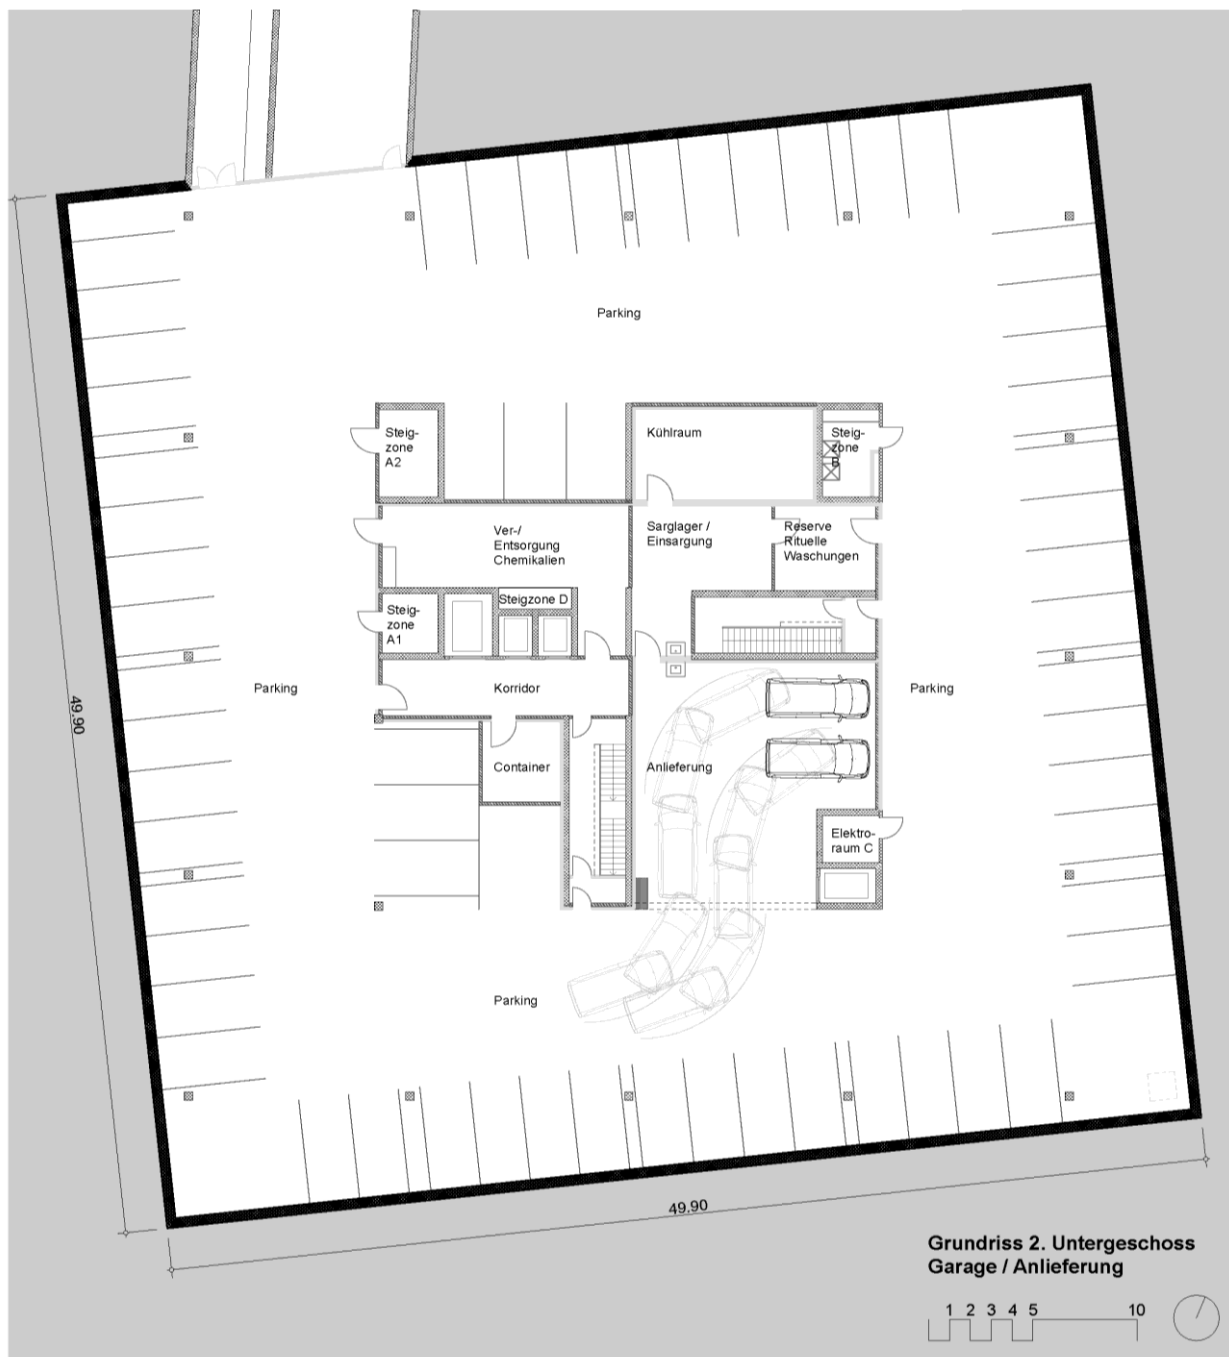 Parking
Steig-
zone
A2
Kühlraum
Steig-
zone
B
Ver-/
Entsorgung
Chemikalien
Sarglager /
Einsargung
Reserve
Rituelle
Waschungen
Steigzone D
Steig-
zone
A1
Parking
Korridor
Parking
49.90
Container
Anlieferung
Elektro-
raum C
Parking
49.90
Grundriss 2. Untergeschoss
Garage / Anlieferung
1 2 3 4 5 10